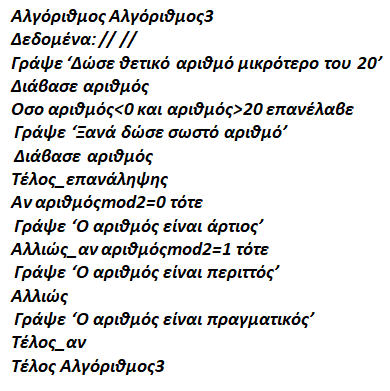 Αλγόριθμος Αλγόριθμος3
Δεδομένα: // //
Γράψε ‘Δώσε θετικό αριθμό μικρότερο του 20’
Διάβασε αριθμός
Οσο αριθμός<0 και αριθμός>20 επανέλαβε
Γράψε ‘Ξανά δώσε σωστό αριθμό’
Διάβασε αριθμός
Τέλος_επανάληψης
Αν αριθμόςmod2=0 τότε
Γράψε ‘Ο αριθμός είναι άρτιος’
Αλλιώς_αν αριθμόςmod2=1 τότε
Γράψε ‘Ο αριθμός είναι περιττός’
Αλλιώς
Γράψε ‘Ο αριθμός είναι πραγματικός’
Τέλος_αν
Τέλος Αλγόριθμος3